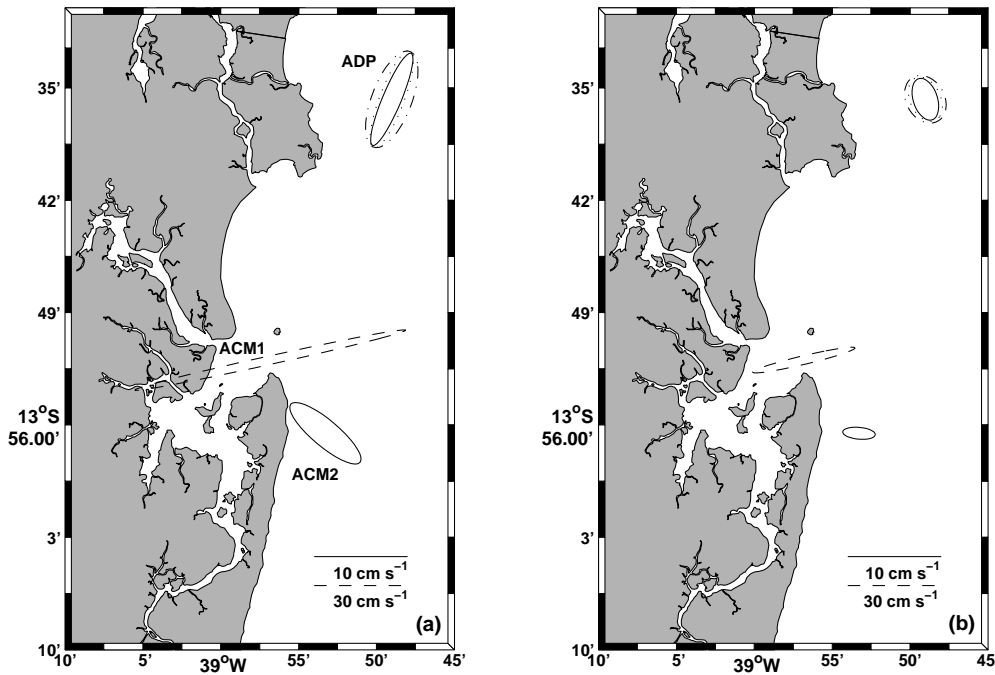 ADP
35’
42’
49’
ACM1
13°S
56.00’
ACM2
3’
10 cm s⁻¹
30 cm s⁻¹
(a)
10’
10’ 5’ 39°W 55’ 50’ 45’
35’
42’
49’
13°S
56.00’
3’
10 cm s⁻¹
30 cm s⁻¹
(b)
10’
10’ 5’ 39°W 55’ 50’ 45’